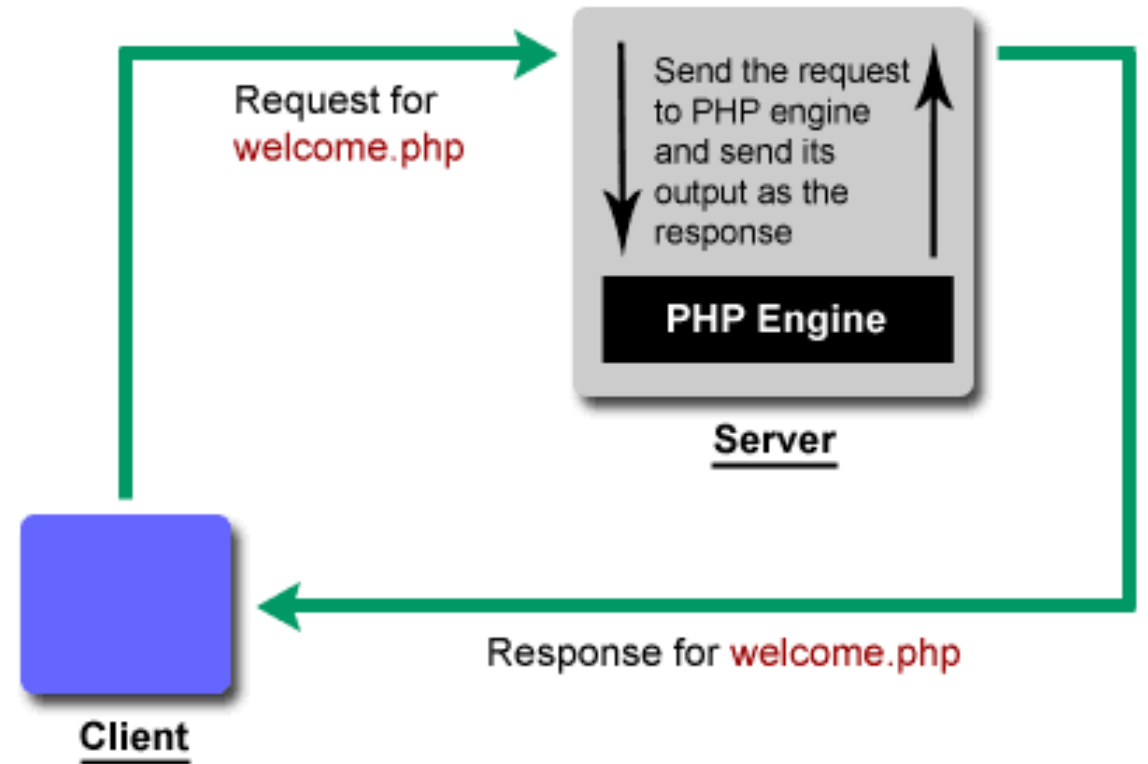 Request for
welcome.php
Send the request
to PHP engine
and send its
output as the
response
PHP Engine
Server
Response for welcome.php
Client